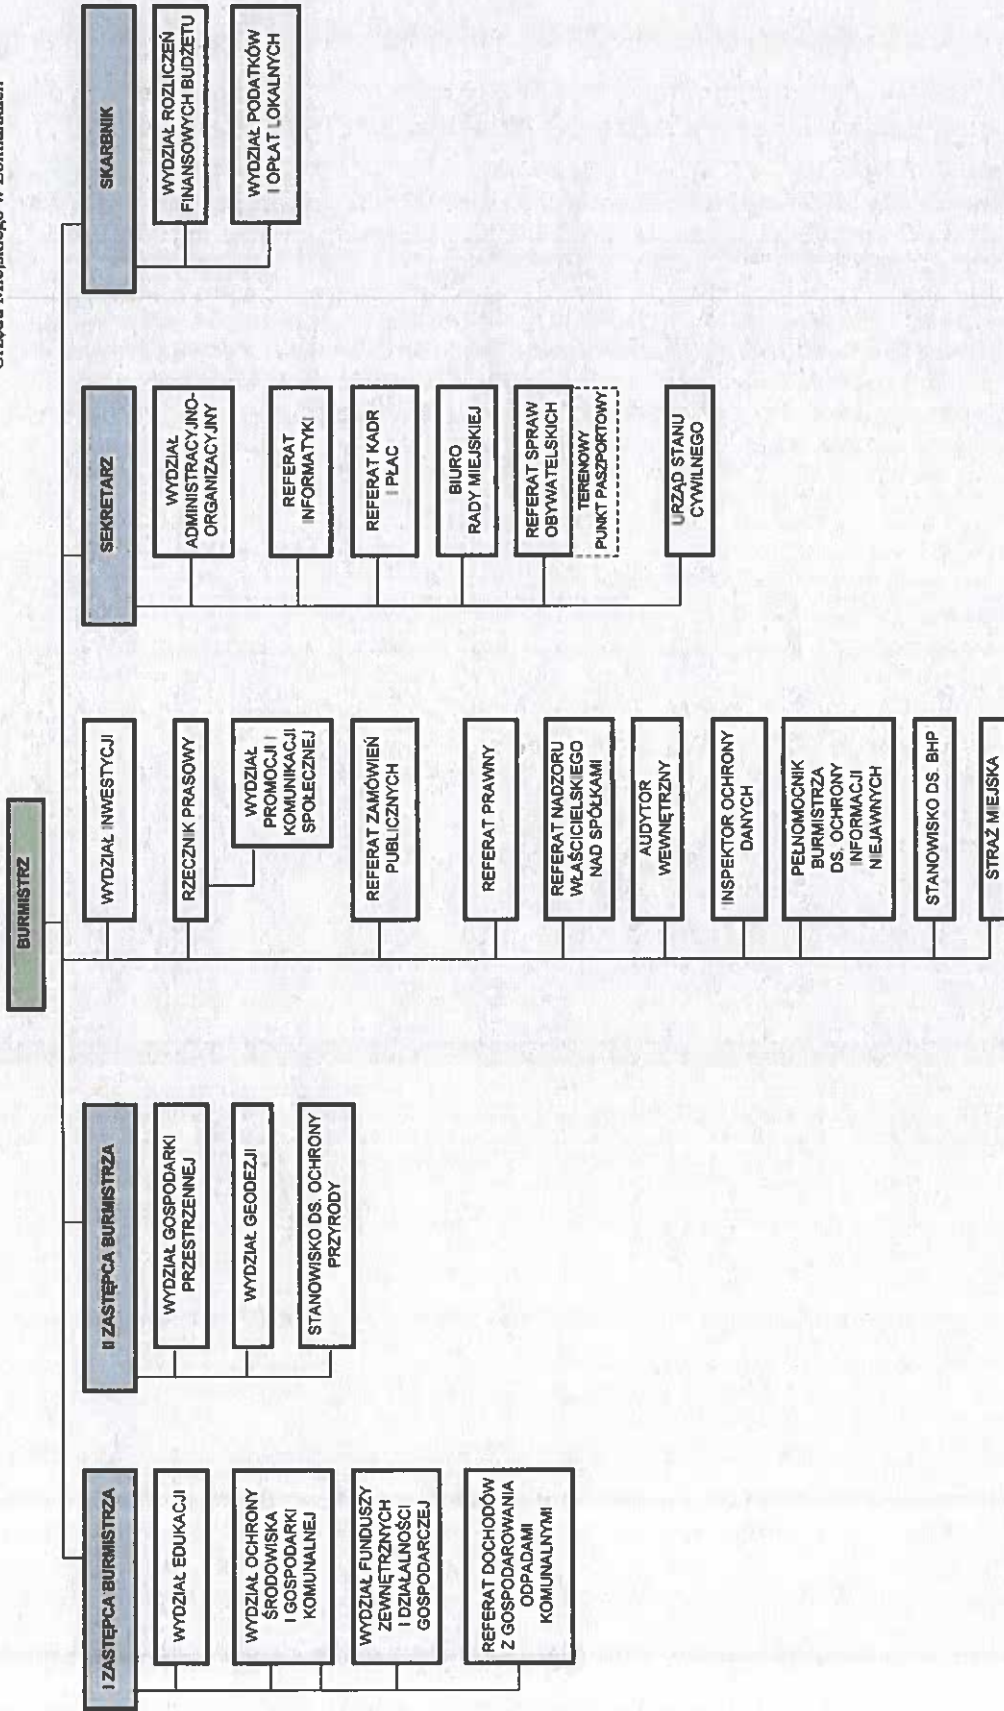 BURMISTRZ
I ZASTĘPCA BURMISTRZA
WYDZIAŁ EDUKACJI
WYDZIAŁ OCHRONY
ŚRODOWISKA
I GOSPODARKI
KOMUNALNEJ
WYDZIAŁ FUNDUSZY
ZEWNĘTRZNYCH
I DZIAŁALNOŚCI
GOSPODARCZEJ
REFERAT DOCHODÓW
Z GOSPODAROWANIA
ODPADAMI
KOMUNALNYMI
II ZASTĘPCA BURMISTRZA
WYDZIAŁ GOSPODARKI
PRZESTRZENNEJ
WYDZIAŁ GEODEZJI
STANOWISKO DS. OCHRONY
PRZYRODY
WYDZIAŁ INWESTYCJI
RZECZNIK PRASOWY
WYDZIAŁ
PROMOCJI I
KOMUNIKACJI
SPOŁECZNEJ
REFERAT ZAMÓWIEŃ
PUBLICZNYCH
REFERAT PRAWNY
REFERAT NADZORU
WŁAŚCICIELSKIEGO
NAD SPÓŁKAMI
AUDYTOR
WEWNĘTRZNY
INSPEKTOR OCHRONY
DANYCH
PEŁNOMOCNIK
BURMISTRZA
DS. OCHRONY
INFORMACJI
NIEJAWNYCH
STANOWISKO DS. BHP
STRAŻ MIEJSKA
SEKRETARZ
WYDZIAŁ
ADMINISTRACYJNO-
ORGANIZACYJNY
REFERAT
INFORMATYKI
REFERAT KADR
I PŁAC
BIURO
RADY MIEJSKIEJ
REFERAT SPRAW
OBYWATELSKICH
TERENOWY
PUNKT PASZPORTOWY
URZĄD STANU
CYWILNEGO
SKARBNIK
WYDZIAŁ ROZLICZEŃ
FINANSOWYCH BUDŻETU
WYDZIAŁ PODATKÓW
I OPŁAT LOKALNYCH